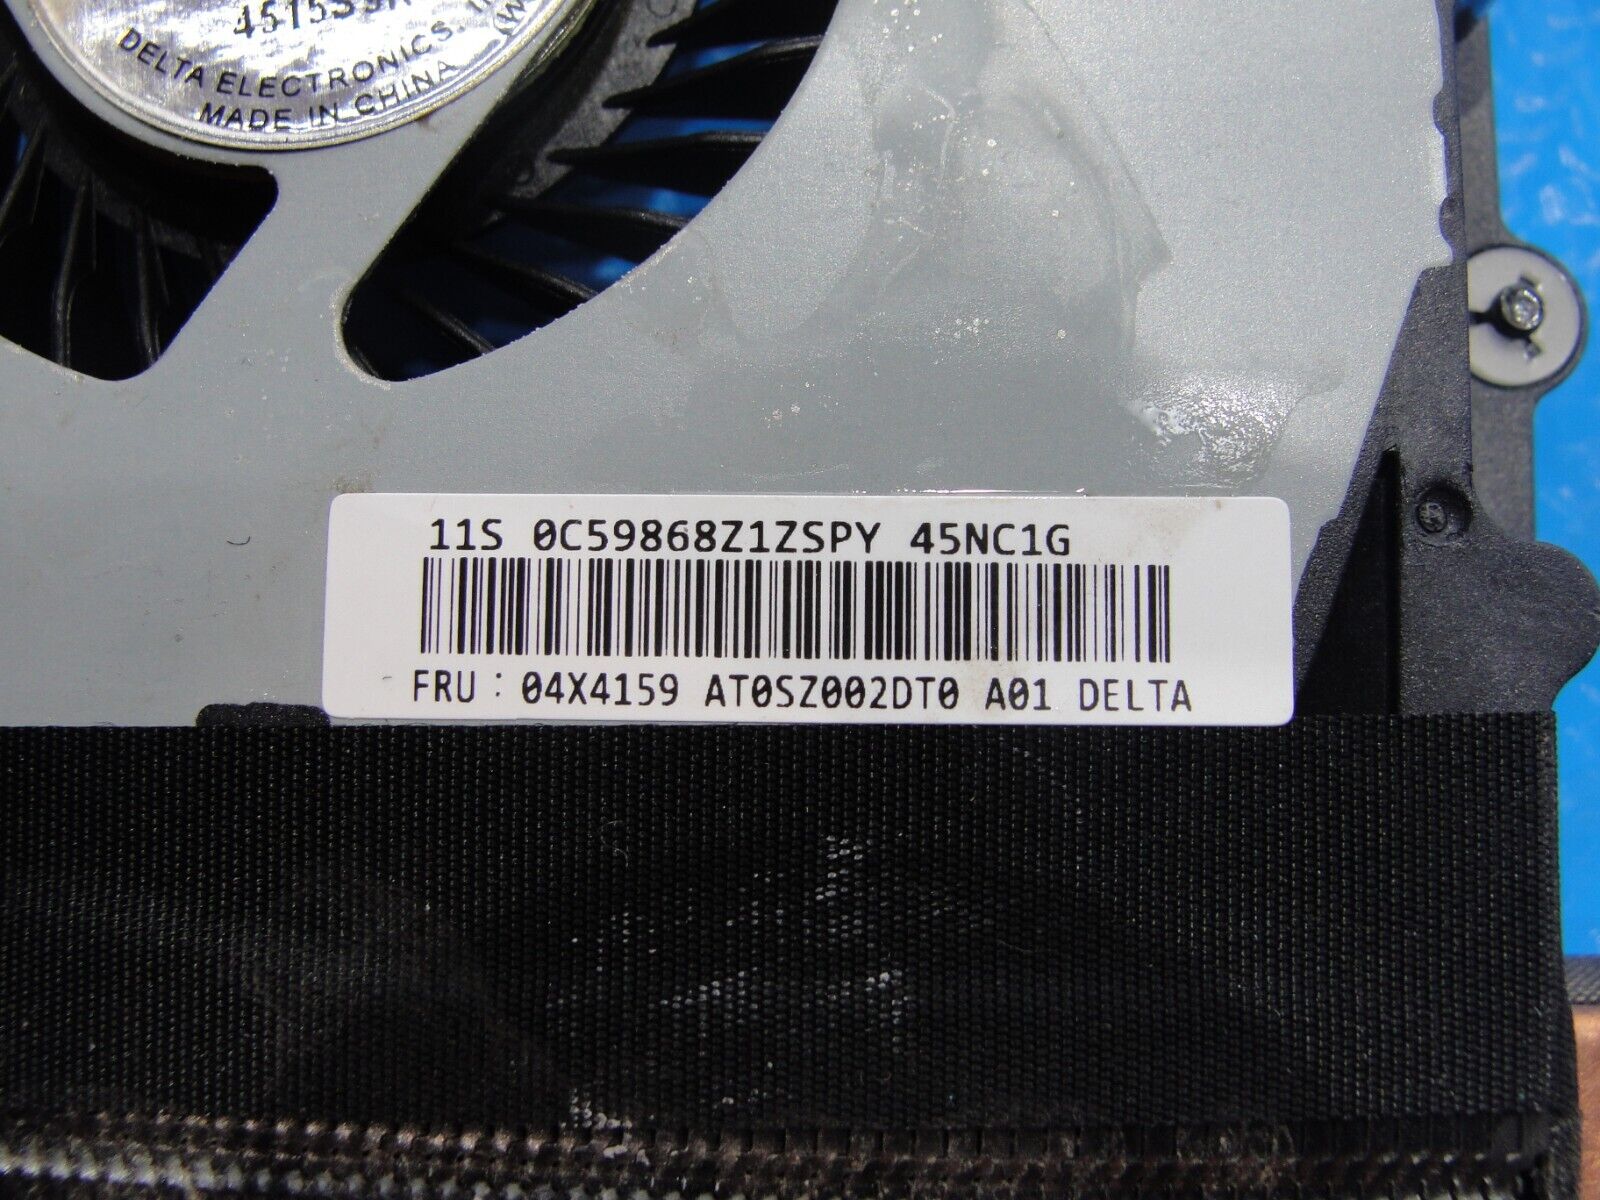 DELTA ELECTRONICS,
MADE IN CHINA
11S 0C59868Z1ZSPY 45NC1G
FRU: 04X4159 AT0SZ002DT0 A01 DELTA